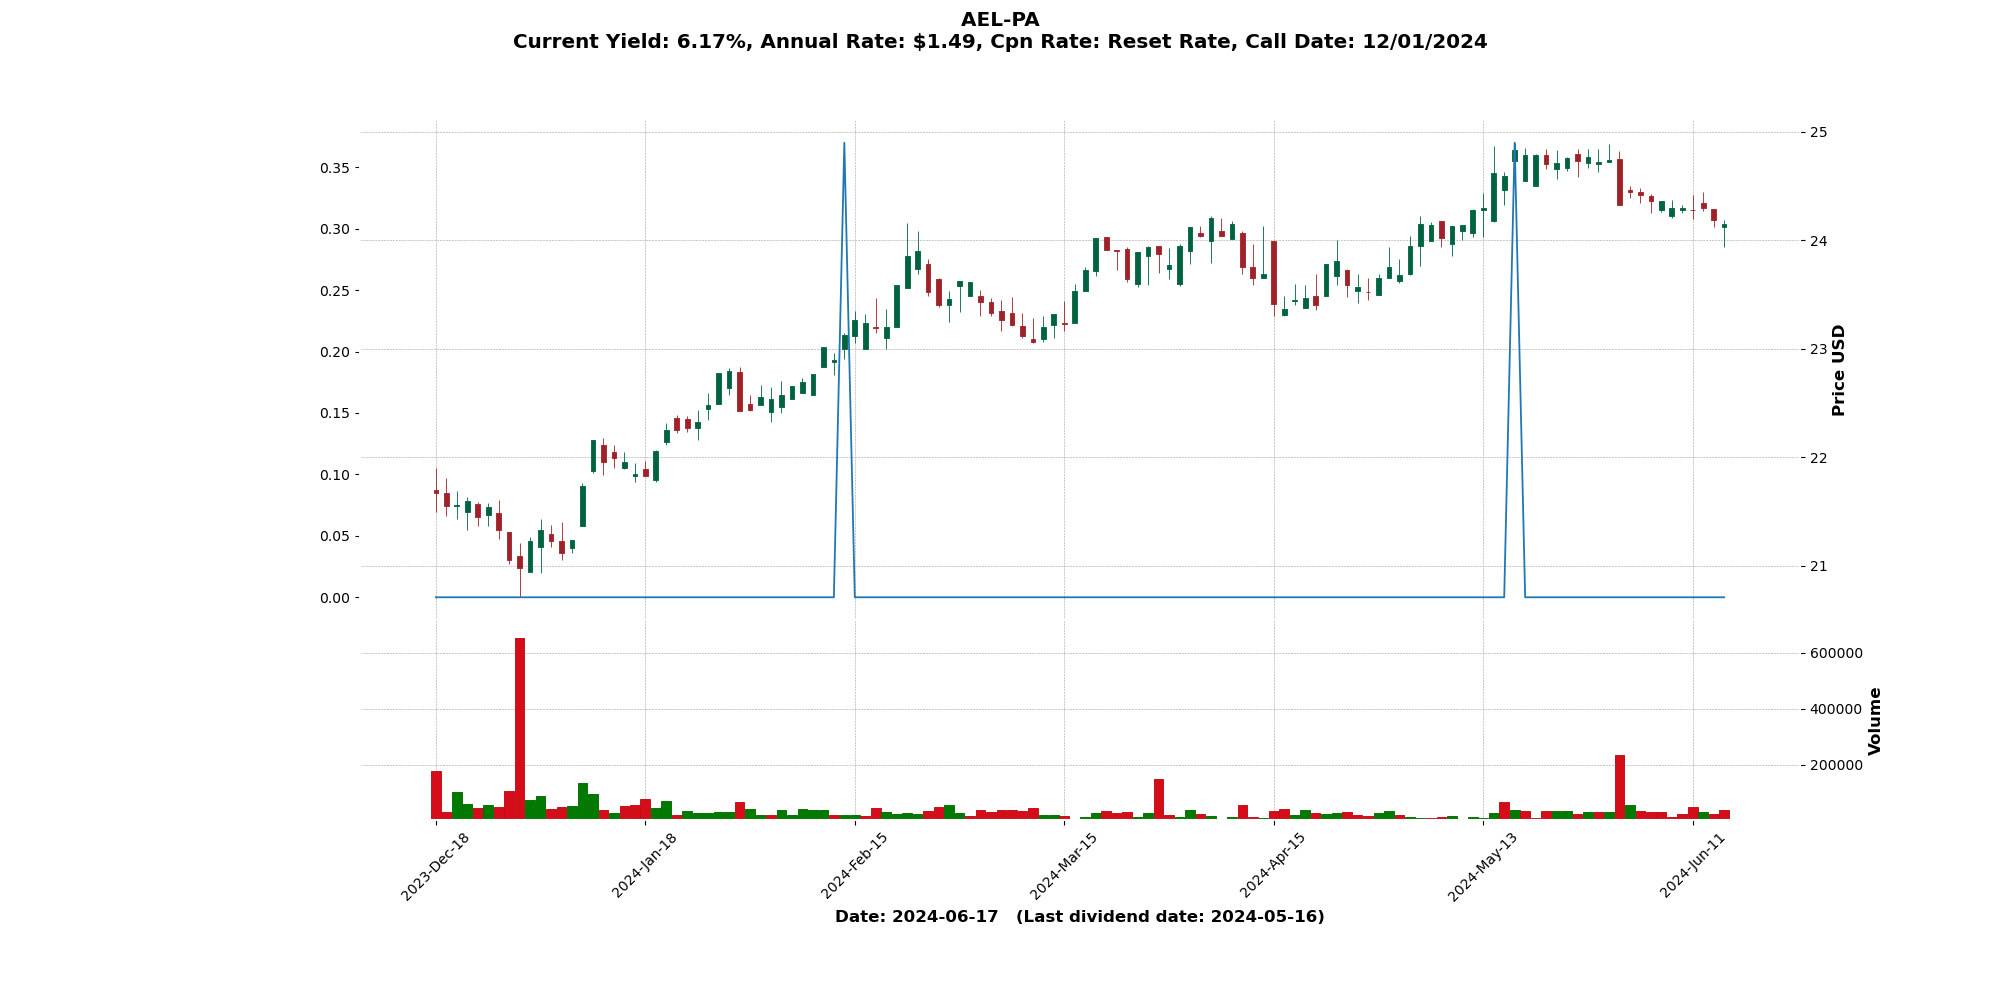 AEL-PA
Current Yield: 6.17%, Annual Rate: $1.49, Cpn Rate: Reset Rate, Call Date: 12/01/2024
0.35
0.30
0.25
0.20
0.15
0.10
0.05
0.00
25
24
23
22
21
Price USD
600000
400000
200000
Volume
2023-Dec-18
2024-Jan-18
2024-Feb-15
2024-Mar-15
2024-Apr-15
2024-May-13
2024-Jun-11
Date: 2024-06-17   (Last dividend date: 2024-05-16)